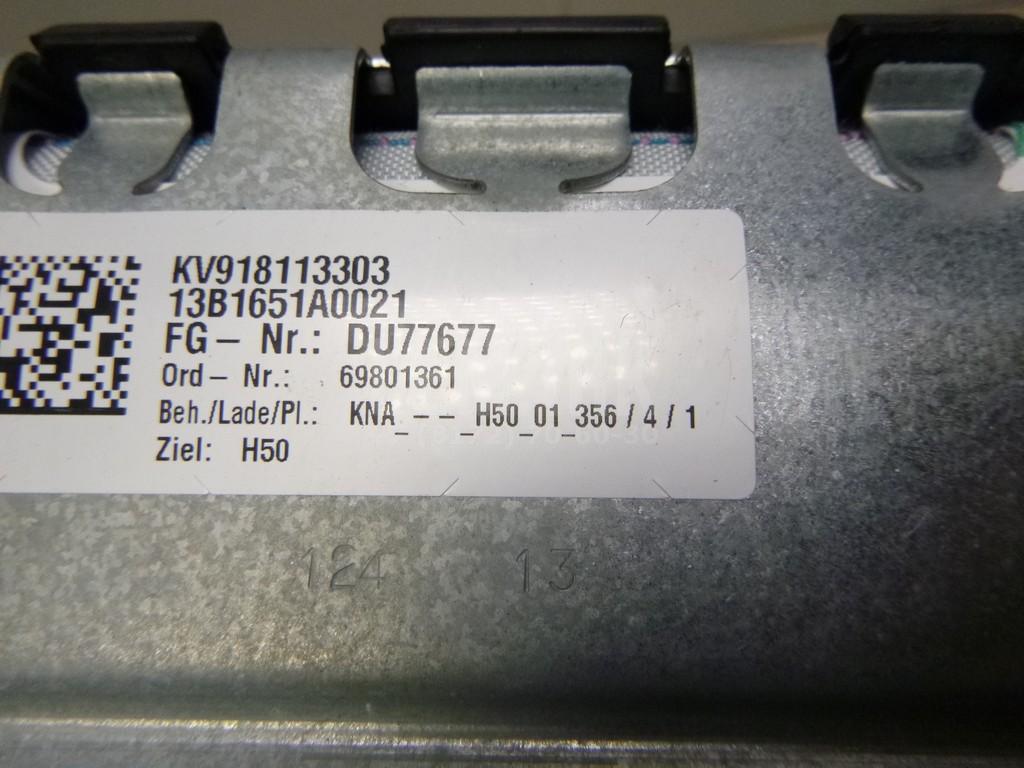 KV918113303
13B1651A0021
FG – Nr.: DU77677
Ord – Nr.: 69801361
Beh./Lade/Pl.: KNA_ – – _H50_01_356 / 4 / 1
Ziel: H50
124 13